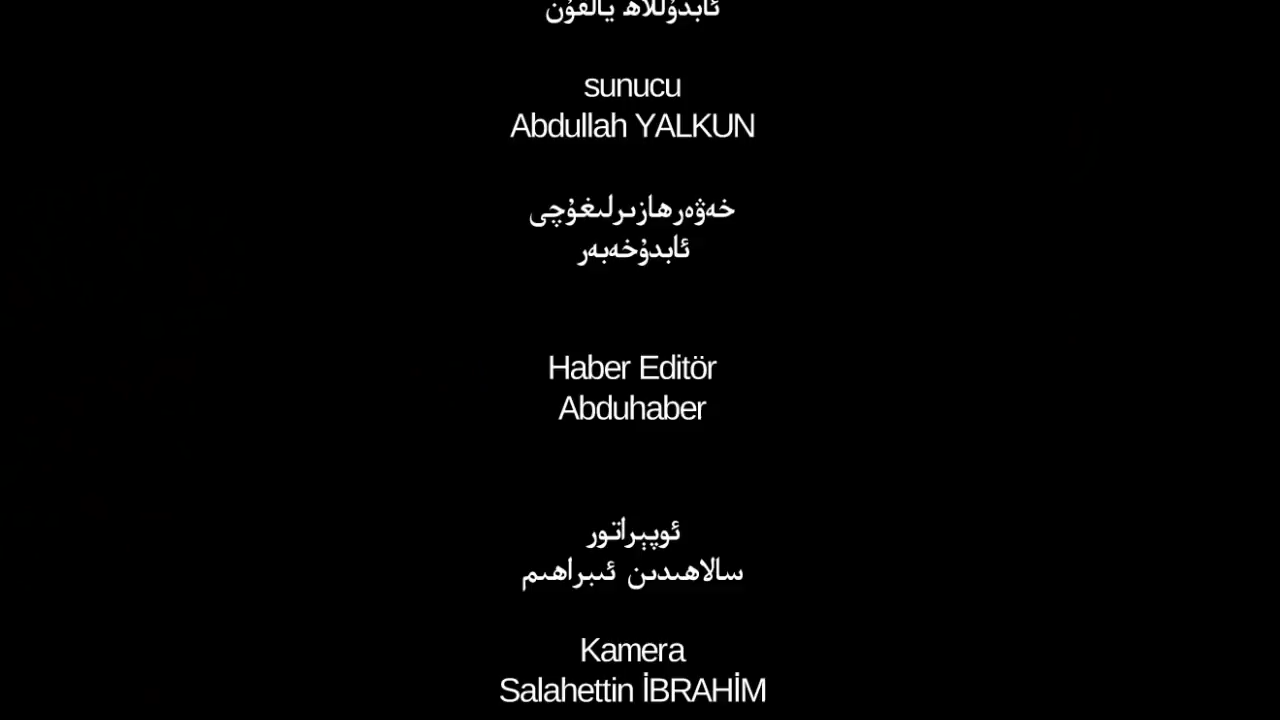 ئابدۇللاھ يالقۇن
sunucu
Abdullah YALKUN
خەۋەرھازىرلىغۇچى
ئابدۇخەبەر
Haber Editör
Abduhaber
ئوپېراتور
سالاھىدىن ئىبراھىم
Kamera
Salahettin İBRAHİM